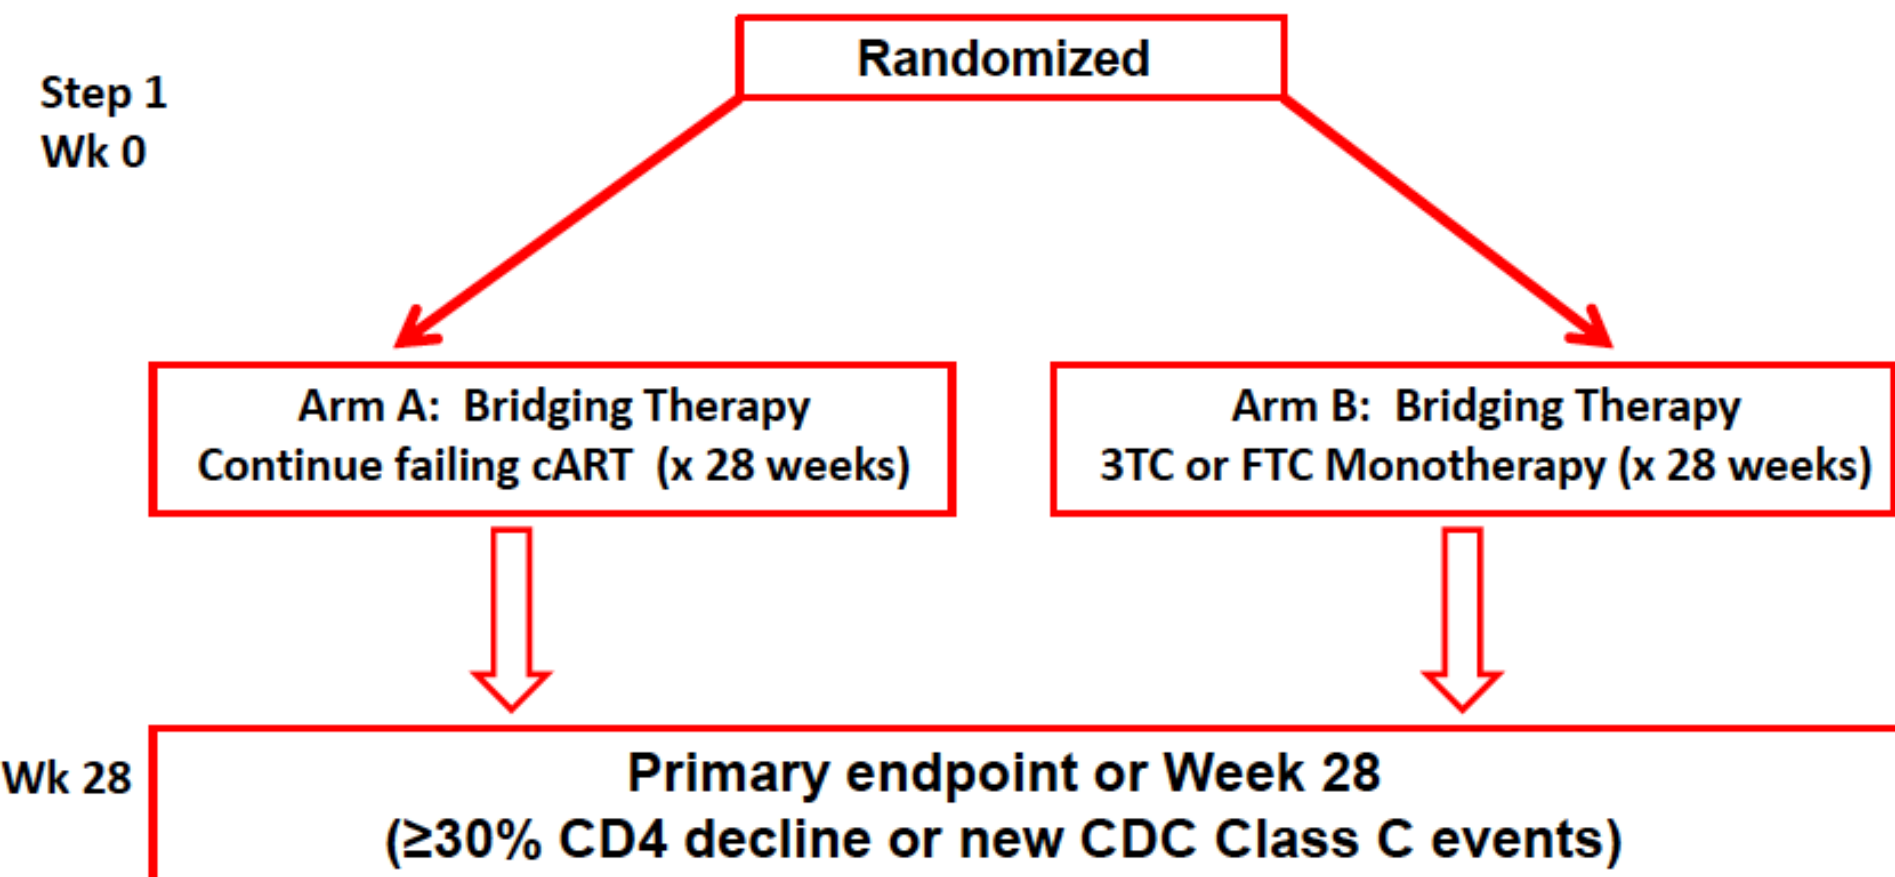 Randomized
Step 1
Wk 0
Arm A: Bridging Therapy
Continue failing cART (x 28 weeks)
Arm B: Bridging Therapy
3TC or FTC Monotherapy (x 28 weeks)
Wk 28
Primary endpoint or Week 28
(≥30% CD4 decline or new CDC Class C events)